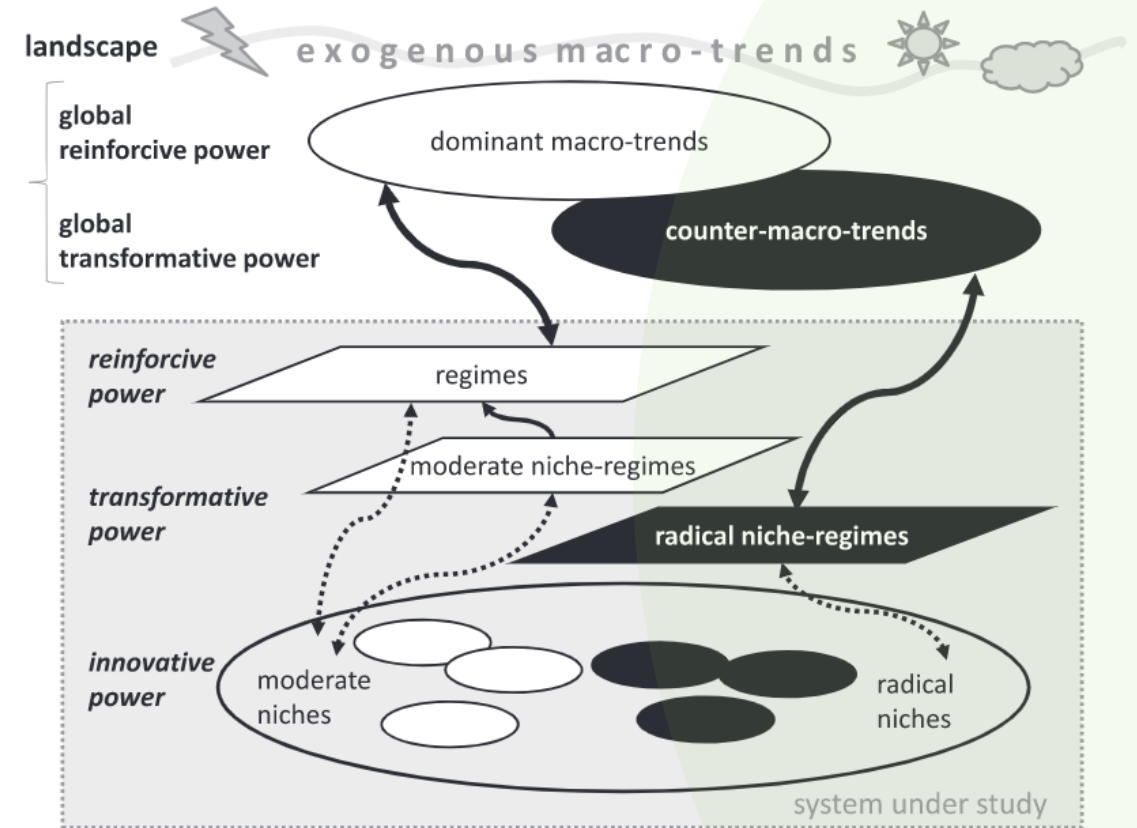 landscape
exogenous macro-trends
global
reinforcive power
dominant macro-trends
global
transformative power
counter-macro-trends
reinforcive
power
regimes
moderate niche-regimes
transformative
power
radical niche-regimes
innovative
power
moderate
niches
radical
niches
system under study